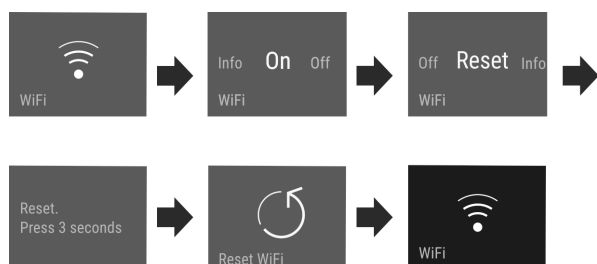 WiFi
Info On Off
WiFi
Off Reset Info
WiFi
Reset.
Press 3 seconds
Reset WiFi
WiFi